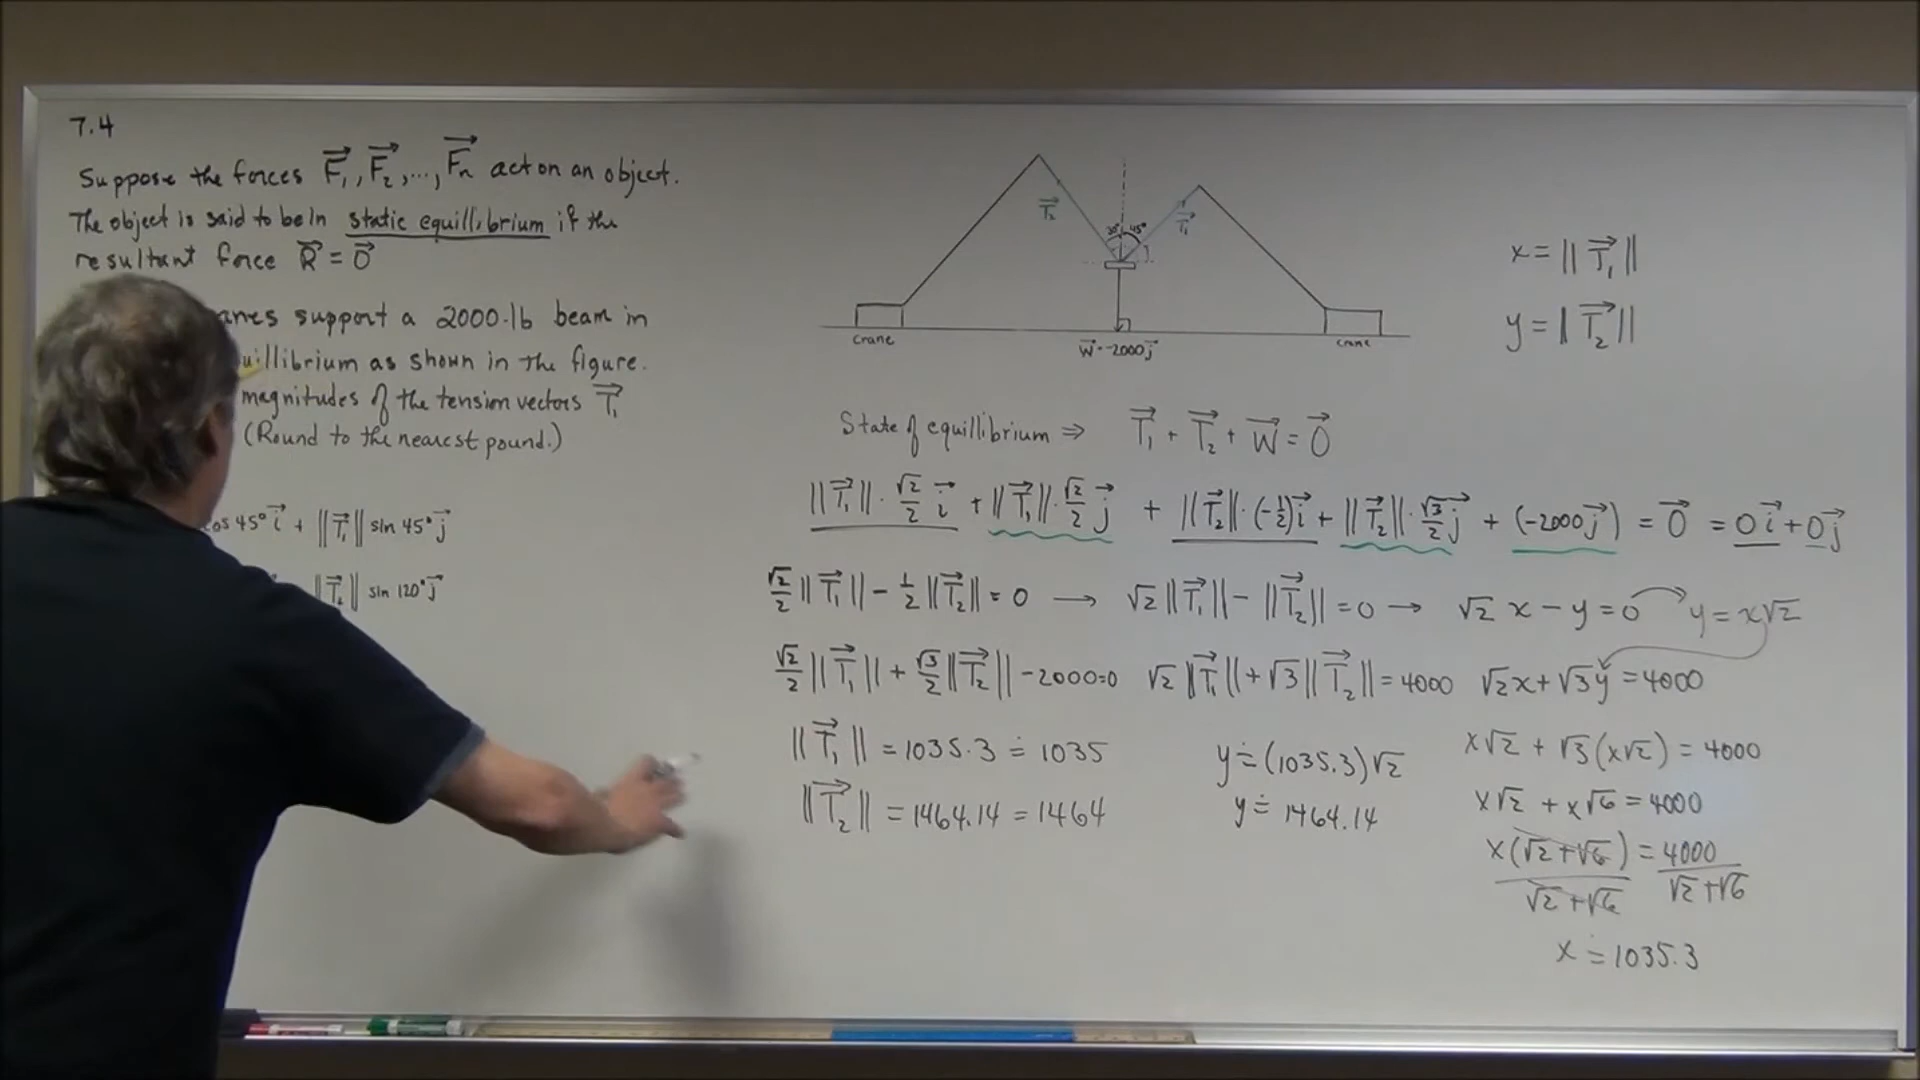 7.4
Suppose the forces F⃗₁, F⃗₂, ..., F⃗ₙ act on an object.
The object is said to be in static equillibrium if the
resultant force R⃗ = 0⃗
anes support a 2000-lb beam in
uillibrium as shown in the figure.
magnitudes of the tension vectors T⃗₁
(Round to the nearest pound.)
cos 45° i⃗ + ||T⃗₁|| sin 45° j⃗
||T⃗₂|| sin 120° j⃗
T⃗₂
30° 45°
T⃗₁
crane
W⃗ = -2000j⃗
crane
x = ||T⃗₁||
y = ||T⃗₂||
State of equillibrium ⇒ T⃗₁ + T⃗₂ + W⃗ = 0⃗
||T⃗₁|| · √2/2 i⃗ + ||T⃗₁|| · √2/2 j⃗ + ||T⃗₂|| · (-1/2) i⃗ + ||T⃗₂|| · √3/2 j⃗ + (-2000j⃗) = 0⃗ = 0i⃗ + 0j⃗
√2/2 ||T⃗₁|| - 1/2 ||T⃗₂|| = 0 → √2 ||T⃗₁|| - ||T⃗₂|| = 0 → √2 x - y = 0 → y = x√2
√2/2 ||T⃗₁|| + √3/2 ||T⃗₂|| - 2000 = 0 √2 ||T⃗₁|| + √3 ||T⃗₂|| = 4000 √2x + √3y = 4000
||T⃗₁|| = 1035.3 ≐ 1035
||T⃗₂|| = 1464.14 = 1464
y ≐ (1035.3)√2
y ≐ 1464.14
x√2 + √3(x√2) = 4000
x√2 + x√6 = 4000
x(√2+√6)/(√2+√6) = 4000/(√2+√6)
x ≐ 1035.3